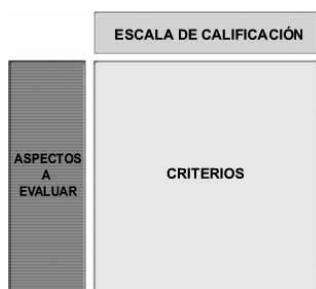 ESCALA DE CALIFICACIÓN
ASPECTOS
A
EVALUAR
CRITERIOS